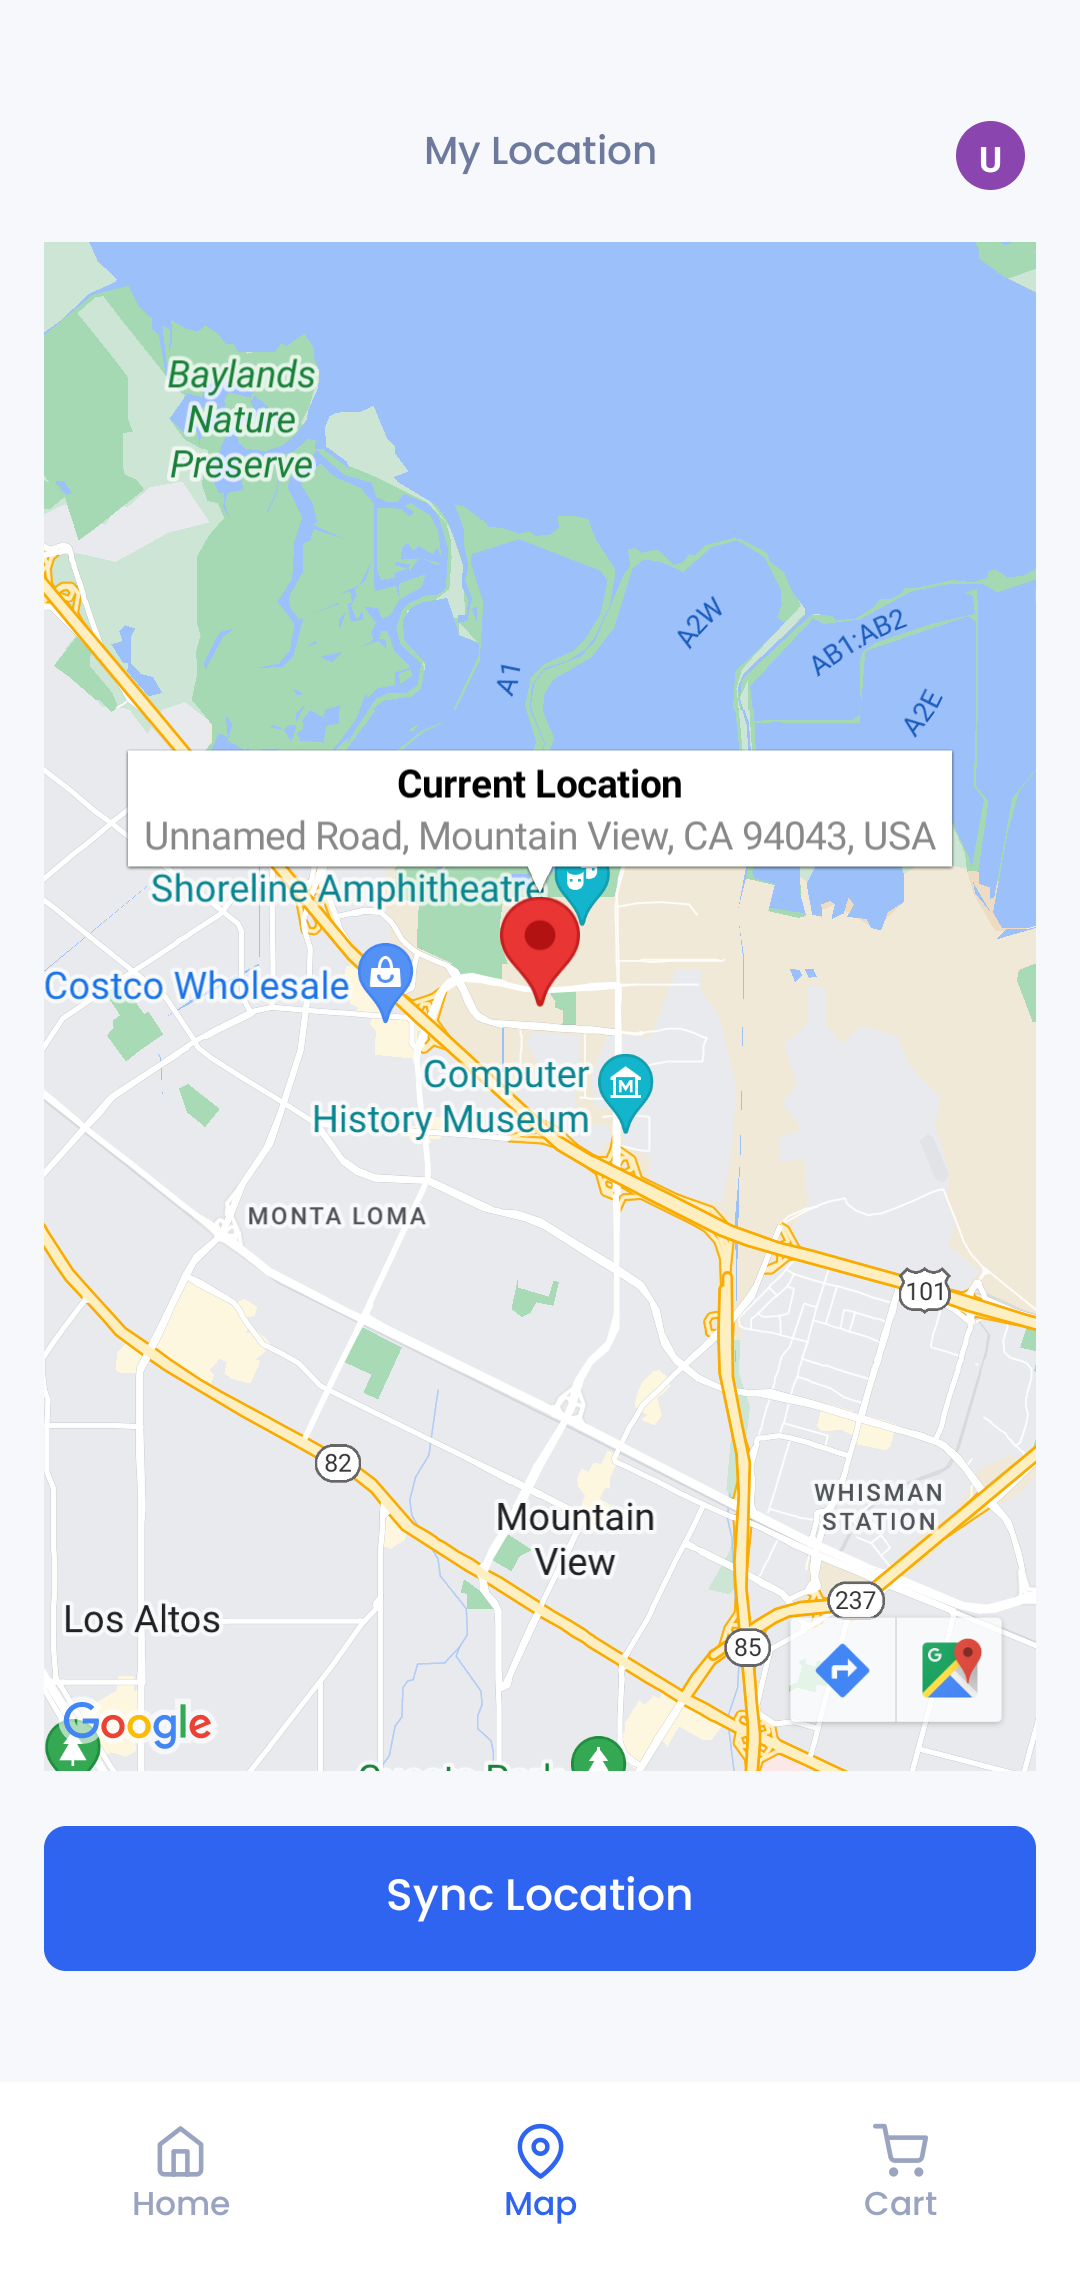 My Location
U
Baylands
Nature
Preserve
A1
A2W
AB1:AB2
A2E
Current Location
Unnamed Road, Mountain View, CA 94043, USA
Shoreline Amphitheatre
Costco Wholesale
Computer
History Museum
M
MONTA LOMA
101
82
WHISMAN
STATION
Mountain
View
237
Los Altos
85
G
Google
Sync Location
Home
Map
Cart